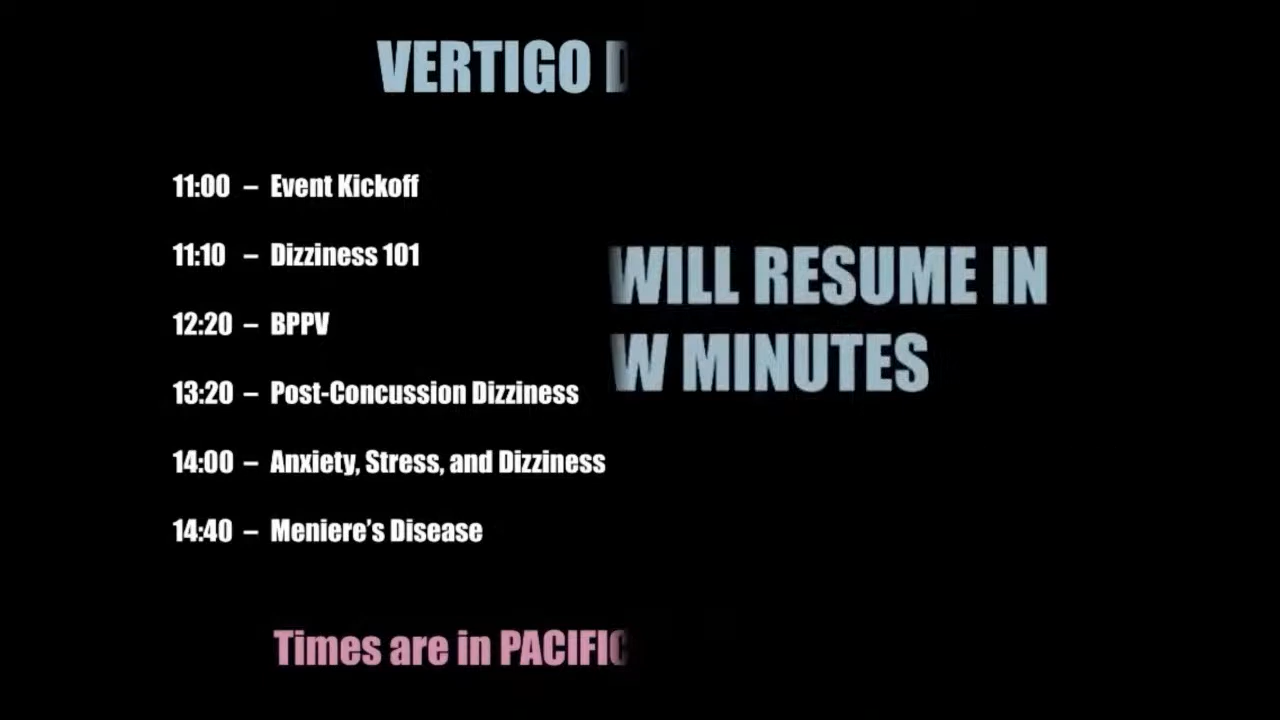 VERTIGO
11:00 – Event Kickoff
11:10 – Dizziness 101
WILL RESUME IN
12:20 – BPPV
W MINUTES
13:20 – Post-Concussion Dizziness
14:00 – Anxiety, Stress, and Dizziness
14:40 – Meniere's Disease
Times are in PACIFIC